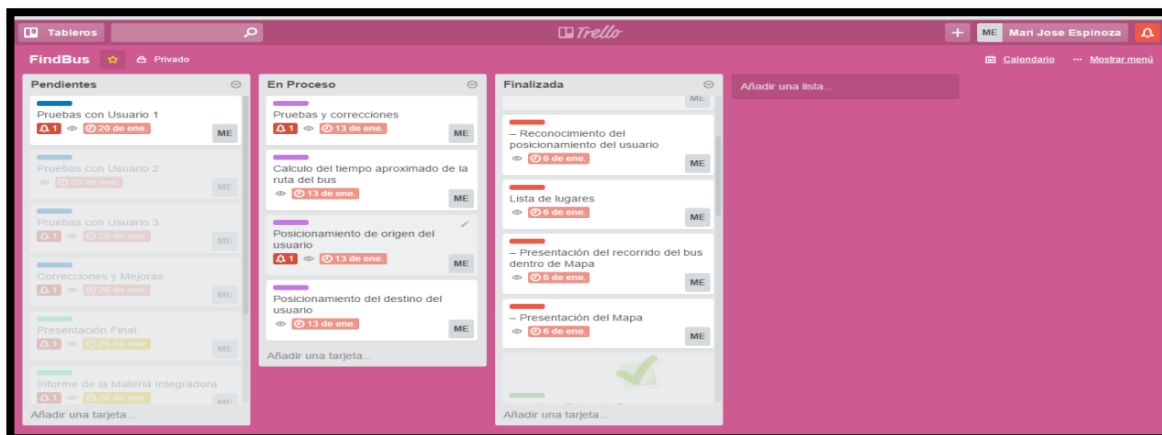 Tableros
Trello
ME Mari Jose Espinoza
FindBus
Privado
Calendario
··· Mostrar menú
Pendientes
Pruebas con Usuario 1
1 20 de ene.
ME
Pruebas con Usuario 2
20 de ene.
ME
Pruebas con Usuario 3
1 20 de ene.
ME
Correcciones y Mejoras
1 20 de ene.
ME
Presentación Final
1 26 de ene.
ME
Informe de la Materia Integradora
1 26 de ene.
ME
Añadir una tarjeta...
En Proceso
Pruebas y correcciones
1 13 de ene.
ME
Calculo del tiempo aproximado de la
ruta del bus
13 de ene.
ME
Posicionamiento de origen del
usuario
1 13 de ene.
ME
Posicionamiento del destino del
usuario
13 de ene.
ME
Añadir una tarjeta...
Finalizada
ME
– Reconocimiento del
posicionamiento del usuario
6 de ene.
ME
Lista de lugares
6 de ene.
ME
– Presentación del recorrido del bus
dentro de Mapa
6 de ene.
ME
– Presentación del Mapa
6 de ene.
ME
Añadir una tarjeta...
Añadir una lista...